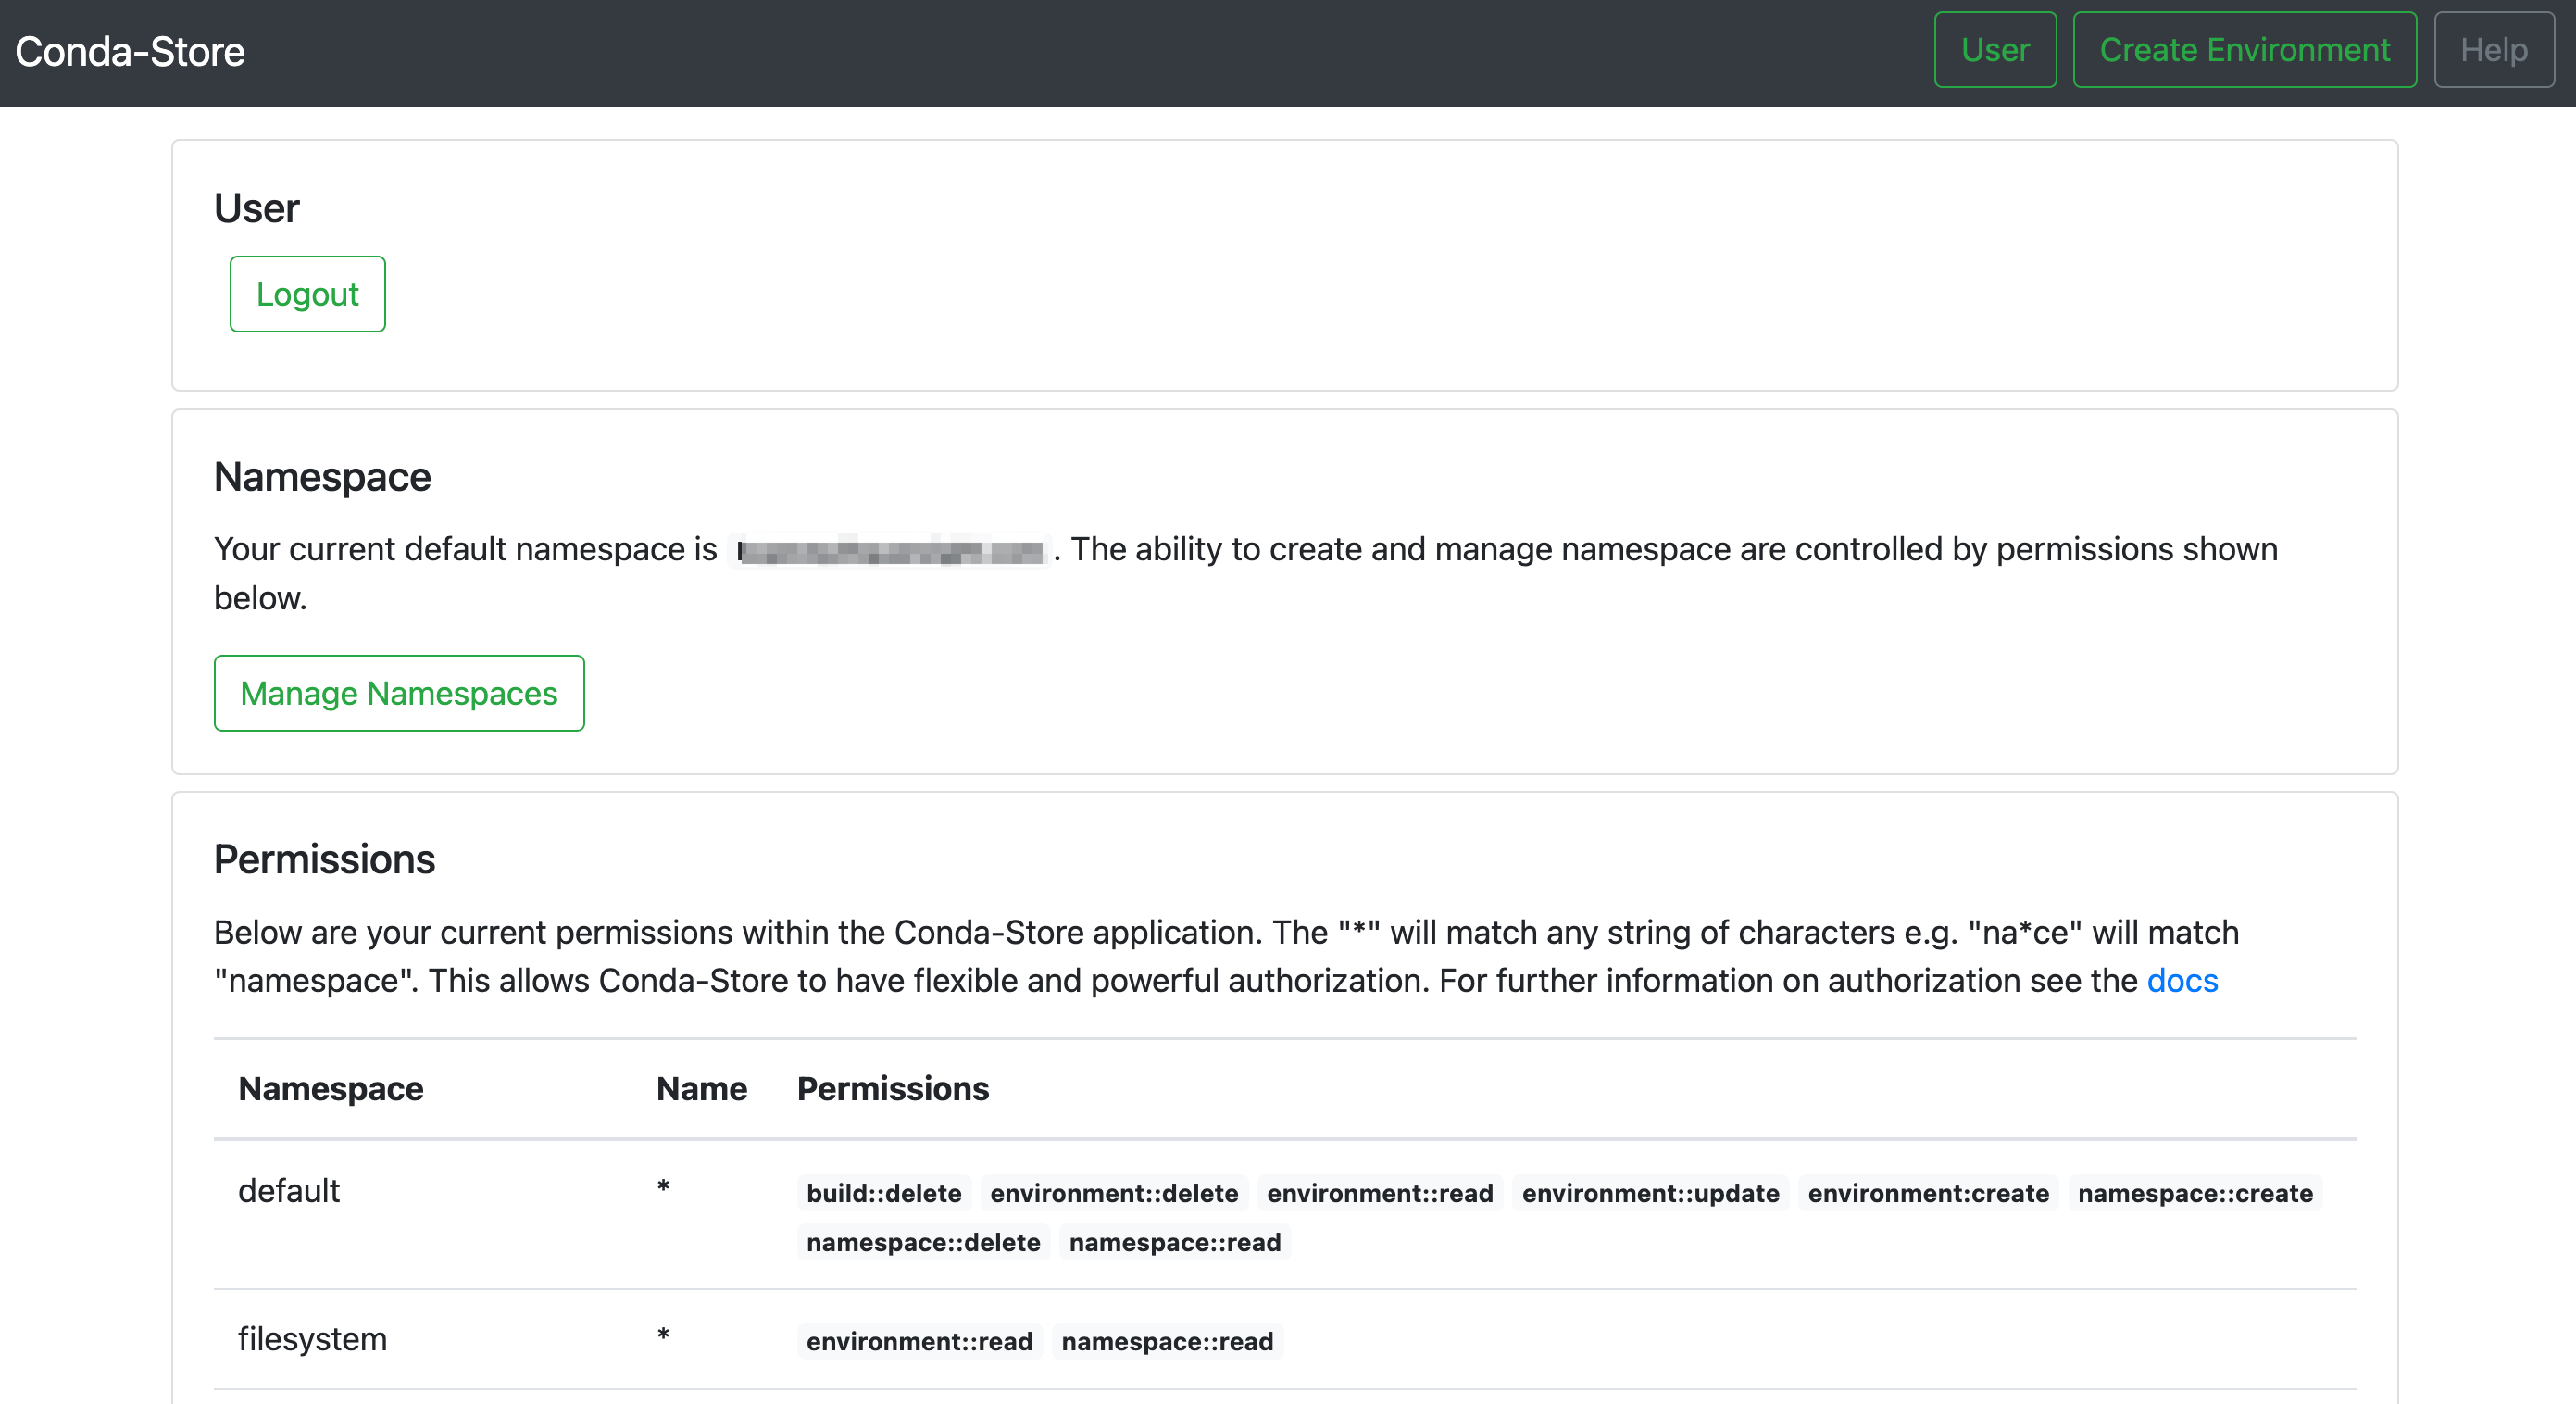 Conda-Store
User
Create Environment
Help
User
Logout
Namespace
Your current default namespace is . The ability to create and manage namespace are controlled by permissions shown
below.
Manage Namespaces
Permissions
Below are your current permissions within the Conda-Store application. The "*" will match any string of characters e.g. "na*ce" will match
"namespace". This allows Conda-Store to have flexible and powerful authorization. For further information on authorization see the docs
Namespace Name Permissions
default * build::delete environment::delete environment::read environment::update environment:create namespace::create
namespace::delete namespace::read
filesystem * environment::read namespace::read